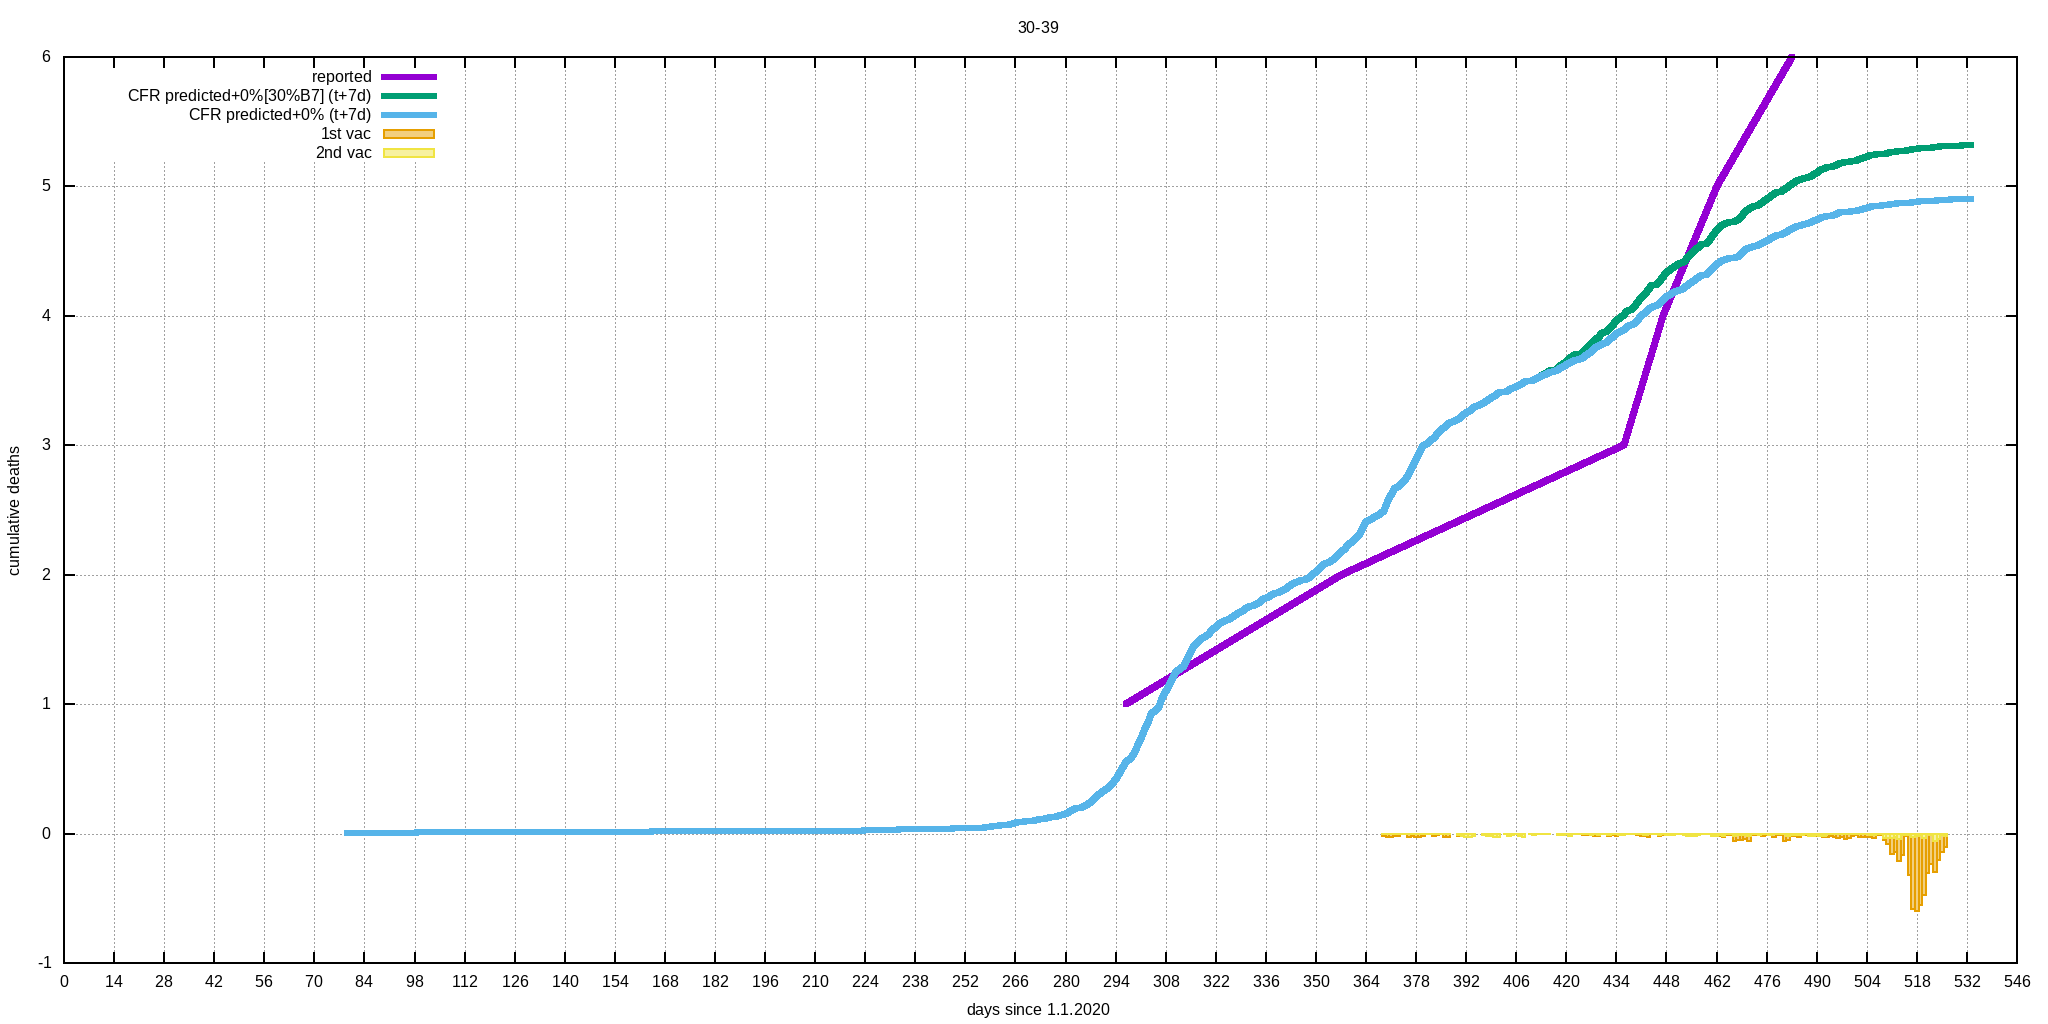 30-39
reported
CFR predicted+0%[30%B7] (t+7d)
CFR predicted+0% (t+7d)
1st vac
2nd vac
6
5
4
3
2
1
0
-1
cumulative deaths
0 14 28 42 56 70 84 98 112 126 140 154 168 182 196 210 224 238 252 266 280 294 308 322 336 350 364 378 392 406 420 434 448 462 476 490 504 518 532 546
days since 1.1.2020